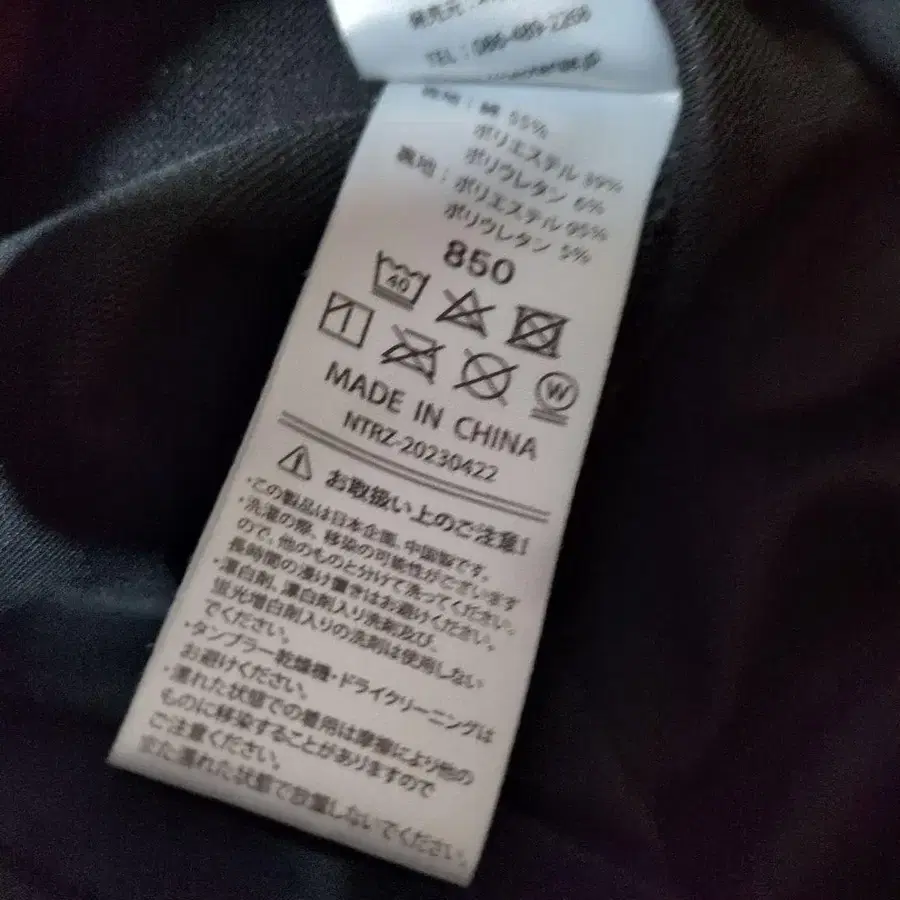 発売元：
TEL：086-489-2268
表地：綿 55%
ポリエステル 39%
ポリウレタン 6%
裏地：ポリエステル 95%
ポリウレタン 5%
850
40
W
MADE IN CHINA
NTRZ-20230422
お取扱い上のご注意!
・この製品は日本企画、中国製です。
・洗濯の際、移染の可能性がございます
ので、他のものと分けて洗ってください。
長時間の漬け置きはお避けください。
・漂白剤、漂白剤入り洗剤及び、
蛍光増白剤入りの洗剤は使用しない
でください。
・タンブラー乾燥機・ドライクリーニングは
お避けください。
・濡れた状態での着用は摩擦により他の
ものに移染することがありますので
ご注意ください。
また濡れた状態で放置しないでください。